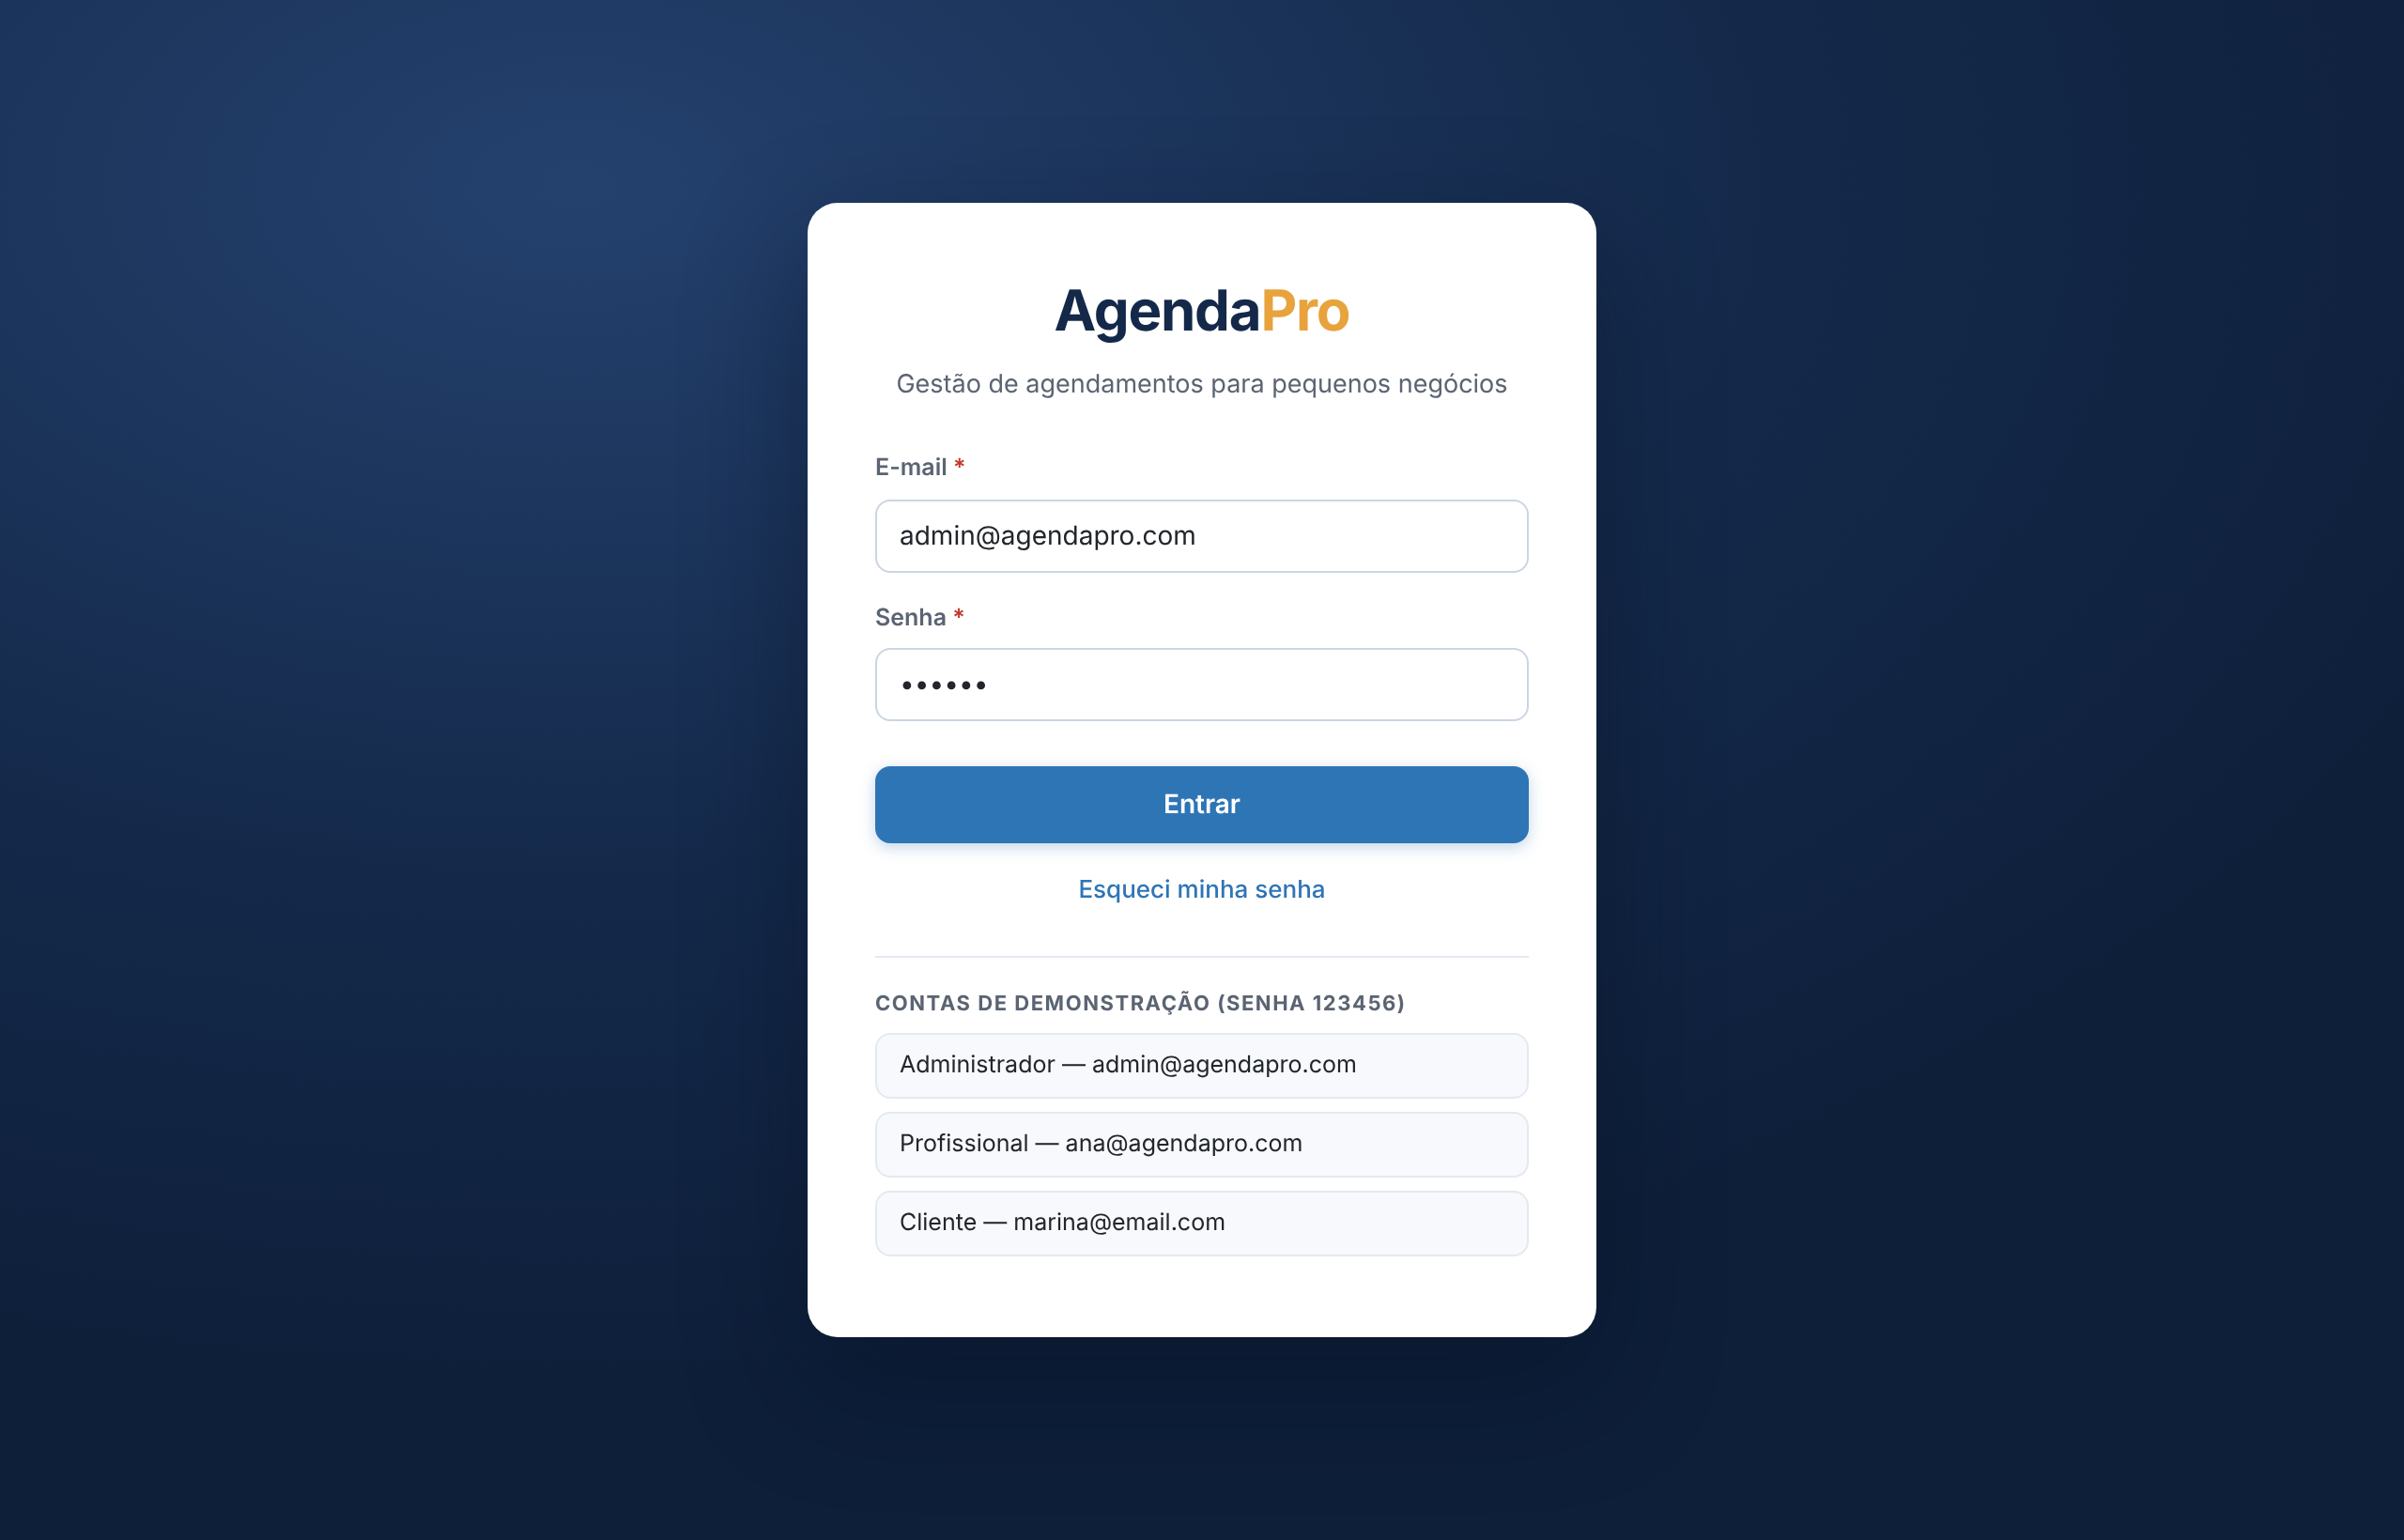 AgendaPro
Gestão de agendamentos para pequenos negócios
E-mail *
admin@agendapro.com
Senha *
••••••
Entrar
Esqueci minha senha
CONTAS DE DEMONSTRAÇÃO (SENHA 123456)
Administrador — admin@agendapro.com
Profissional — ana@agendapro.com
Cliente — marina@email.com